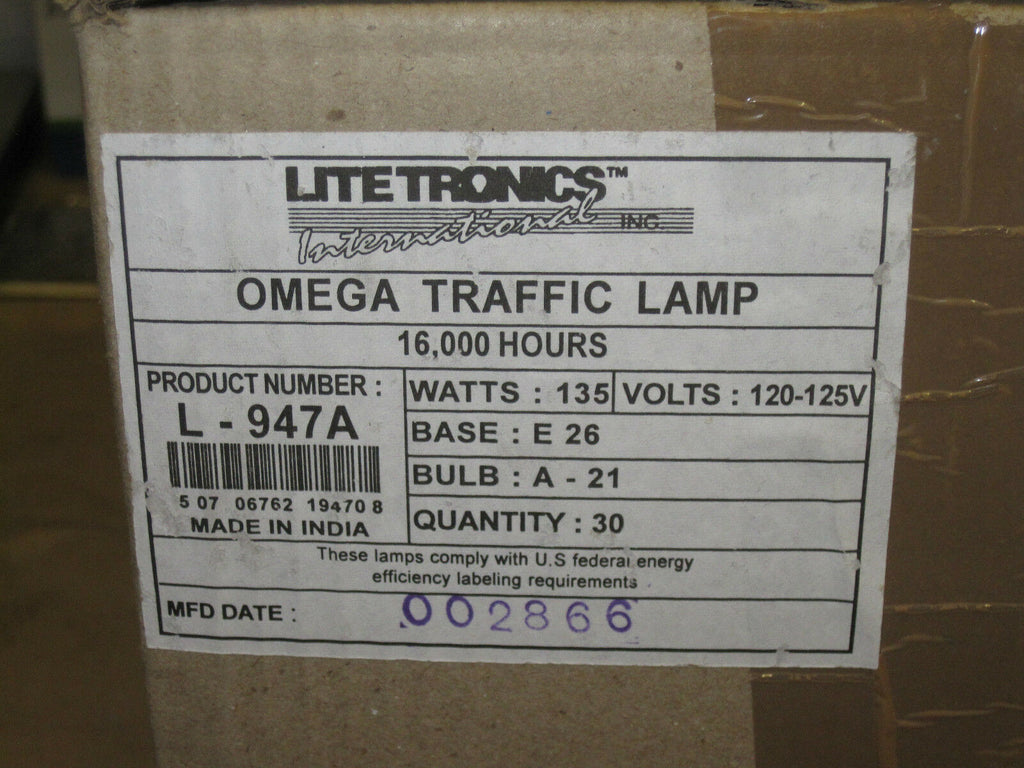 LITETRONICS™
International INC.
OMEGA TRAFFIC LAMP
16,000 HOURS
PRODUCT NUMBER :
L - 947A
5 07 06762 19470 8
MADE IN INDIA
WATTS : 135
VOLTS : 120-125V
BASE : E 26
BULB : A - 21
QUANTITY : 30
These lamps comply with U.S federal energy
efficiency labeling requirements
MFD DATE : 002866